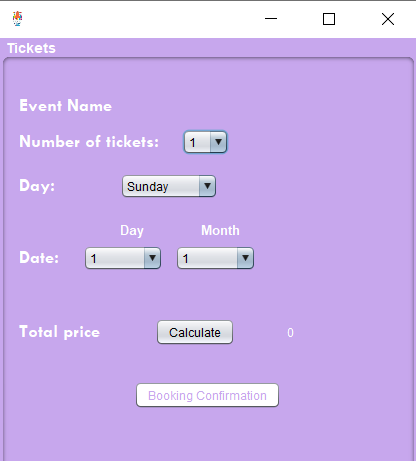 Tickets
Event Name
Number of tickets: 1
Day: Sunday
Day Month
Date: 1 1
Total price Calculate 0
Booking Confirmation